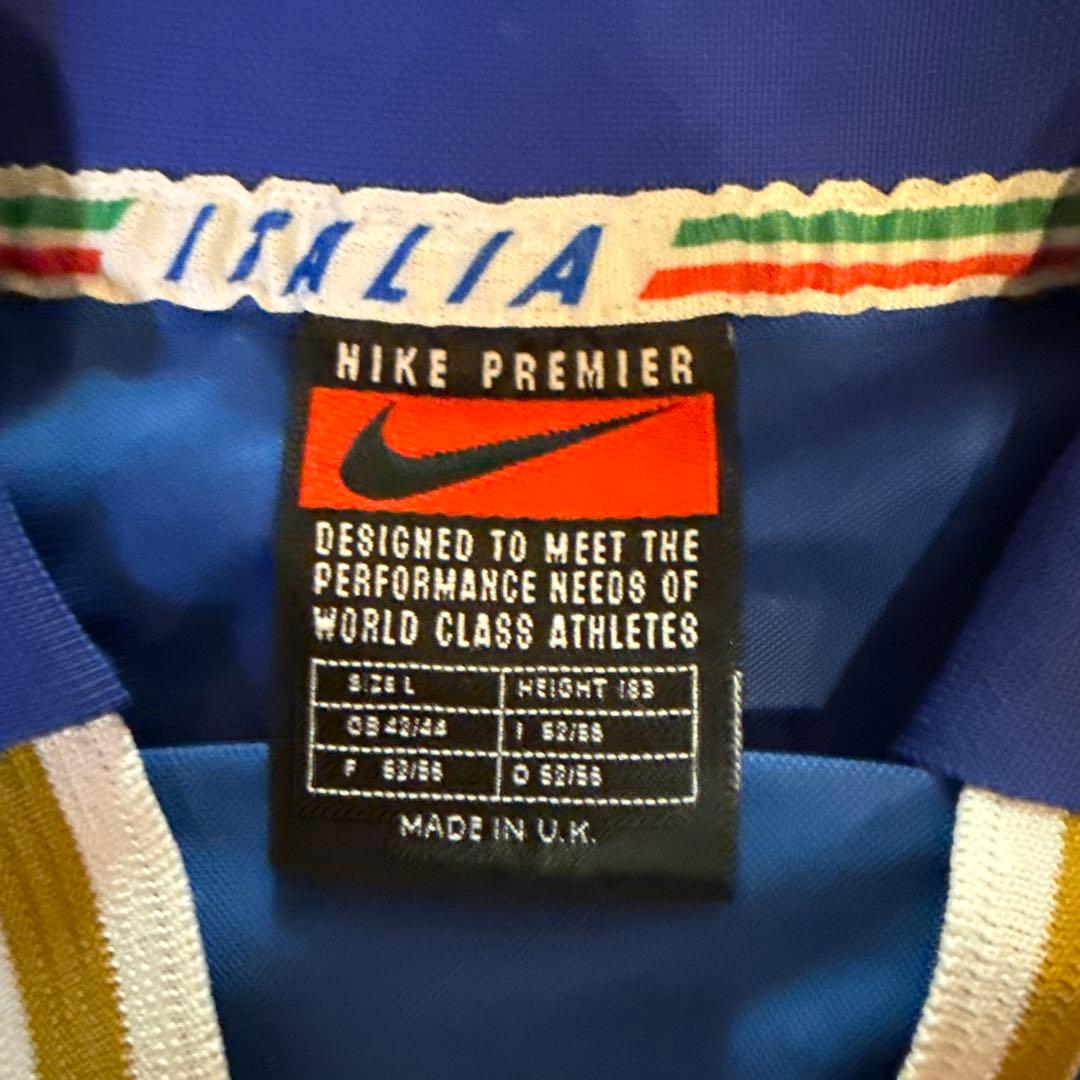 ITALIA
NIKE PREMIER
DESIGNED TO MEET THE
PERFORMANCE NEEDS OF
WORLD CLASS ATHLETES
SIZE L HEIGHT 183
GB 42/44 I 52/56
F 52/56 D 52/56
MADE IN U.K.